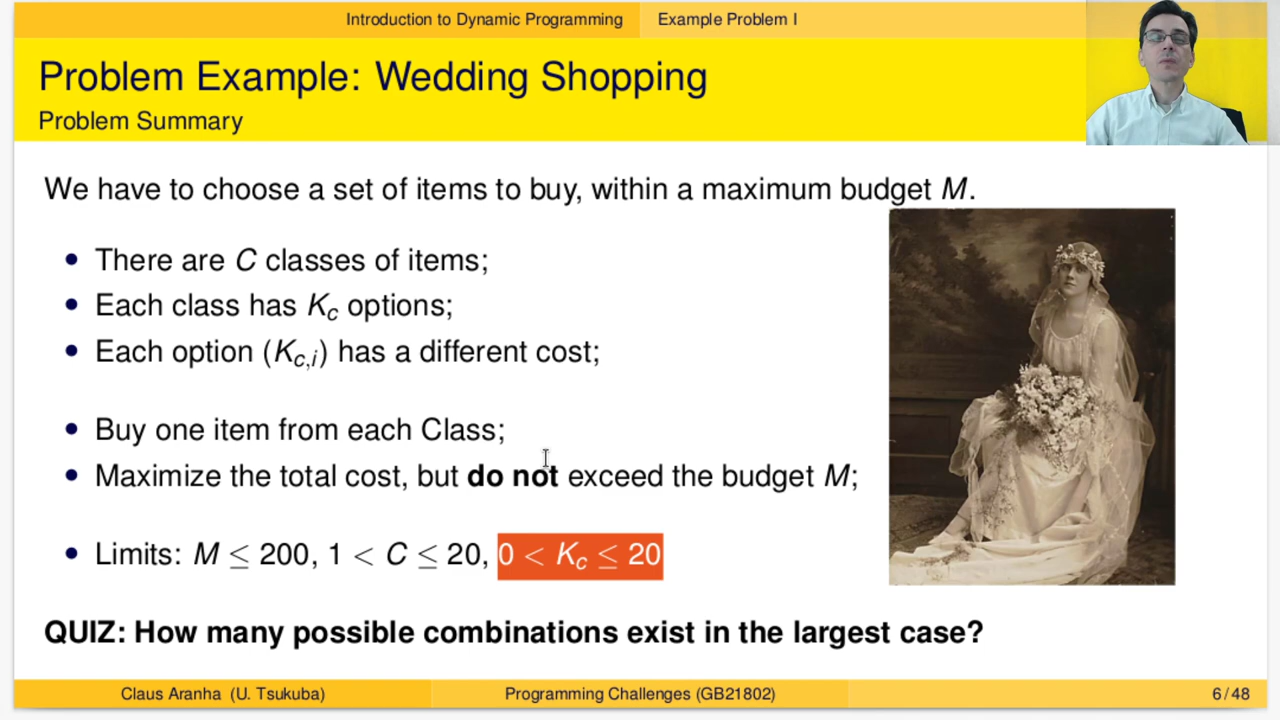 Introduction to Dynamic Programming Example Problem I
Problem Example: Wedding Shopping
Problem Summary
We have to choose a set of items to buy, within a maximum budget M.
• There are C classes of items;
• Each class has Kc options;
• Each option (Kc,i) has a different cost;
• Buy one item from each Class;
• Maximize the total cost, but do not exceed the budget M;
• Limits: M ≤ 200, 1 < C ≤ 20, 0 < Kc ≤ 20
QUIZ: How many possible combinations exist in the largest case?
Claus Aranha (U. Tsukuba) Programming Challenges (GB21802) 6 / 48